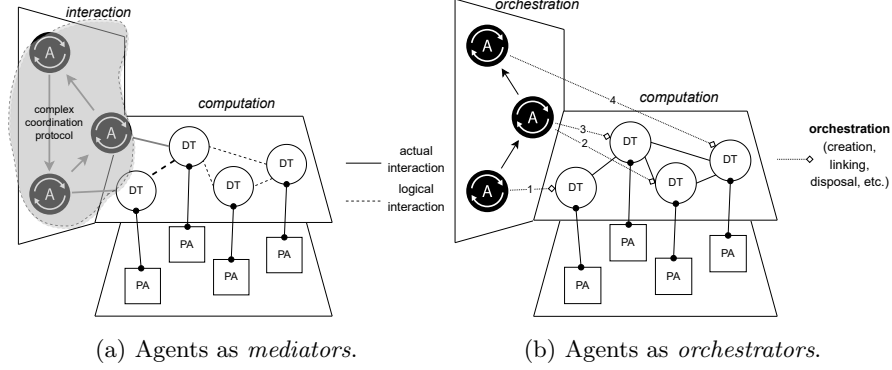 interaction
A
complex
coordination
protocol
A
A
computation
DT
DT
DT
DT
PA
PA
PA
PA
actual
interaction
logical
interaction
(a) Agents as mediators.
orchestration
A
A
A
4
3
2
1
computation
DT
DT
DT
DT
PA
PA
PA
PA
orchestration
(creation,
linking,
disposal, etc.)
(b) Agents as orchestrators.